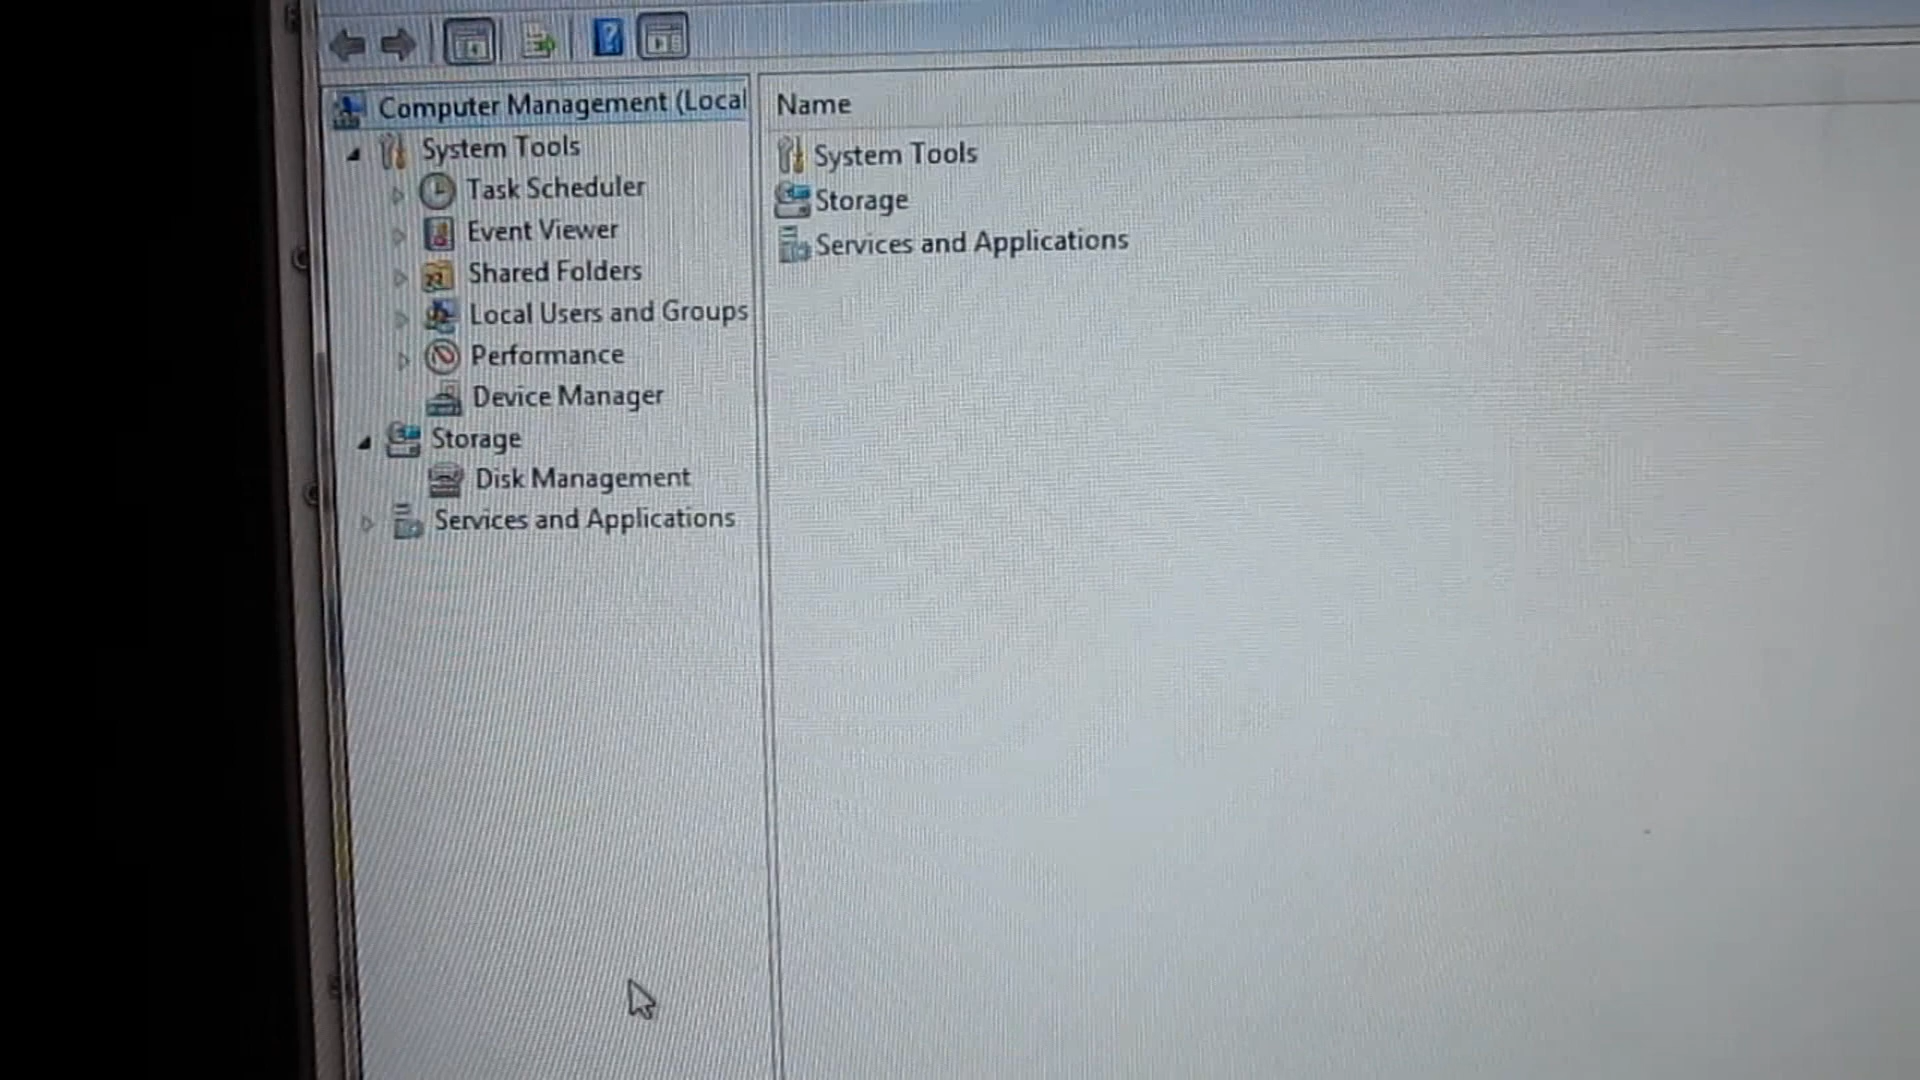 Computer Management (Local
System Tools
Task Scheduler
Event Viewer
Shared Folders
Local Users and Groups
Performance
Device Manager
Storage
Disk Management
Services and Applications
Name
System Tools
Storage
Services and Applications